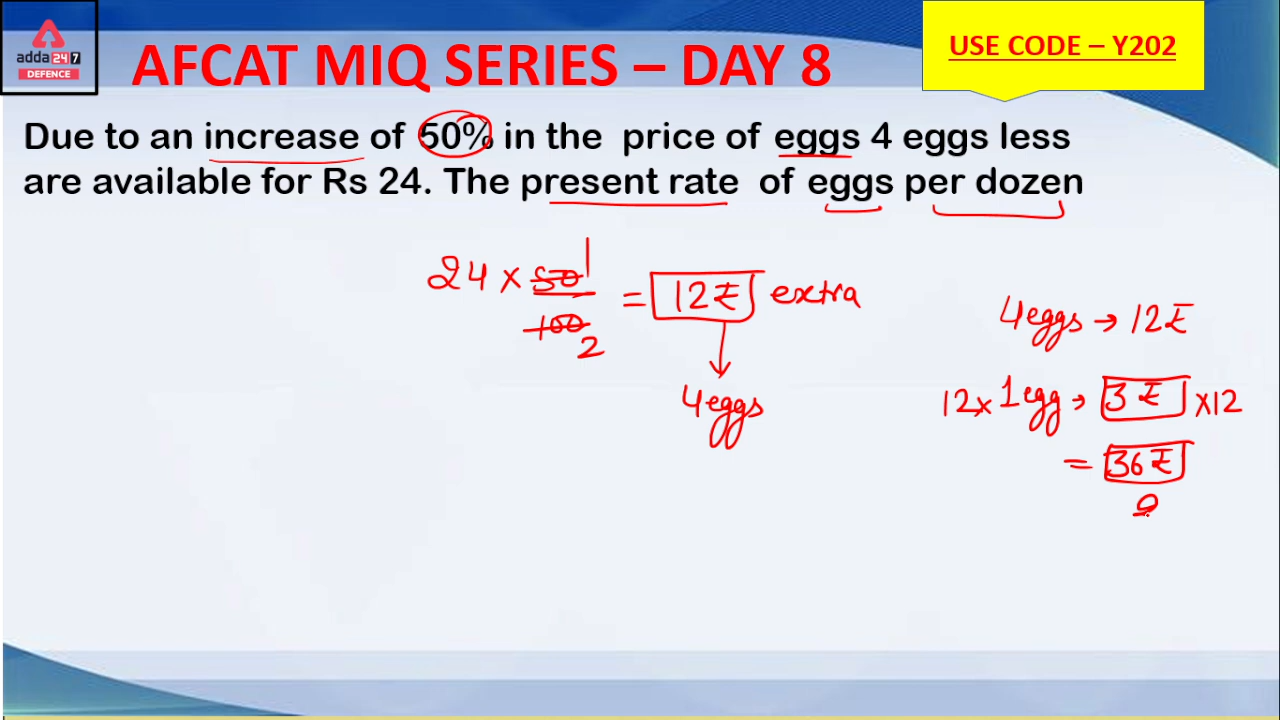 adda 24 7
DEFENCE
AFCAT MIQ SERIES – DAY 8
USE CODE – Y202
Due to an increase of 50% in the price of eggs 4 eggs less
are available for Rs 24. The present rate of eggs per dozen
24 × 50/100 1 2 = 12₹ extra
4eggs
4eggs → 12₹
12× 1egg → 3₹ ×12
= 36₹